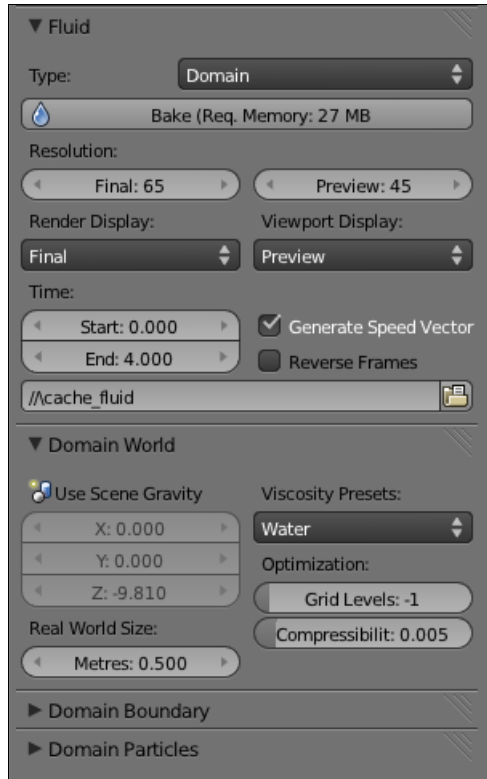 Fluid
Type: Domain
Bake (Req. Memory: 27 MB
Resolution:
Final: 65 Preview: 45
Render Display: Viewport Display:
Final Preview
Time:
Start: 0.000 Generate Speed Vector
End: 4.000 Reverse Frames
//\cache_fluid
Domain World
Use Scene Gravity Viscosity Presets:
X: 0.000 Water
Y: 0.000 Optimization:
Z: -9.810 Grid Levels: -1
Real World Size: Compressibilit: 0.005
Metres: 0.500
Domain Boundary
Domain Particles